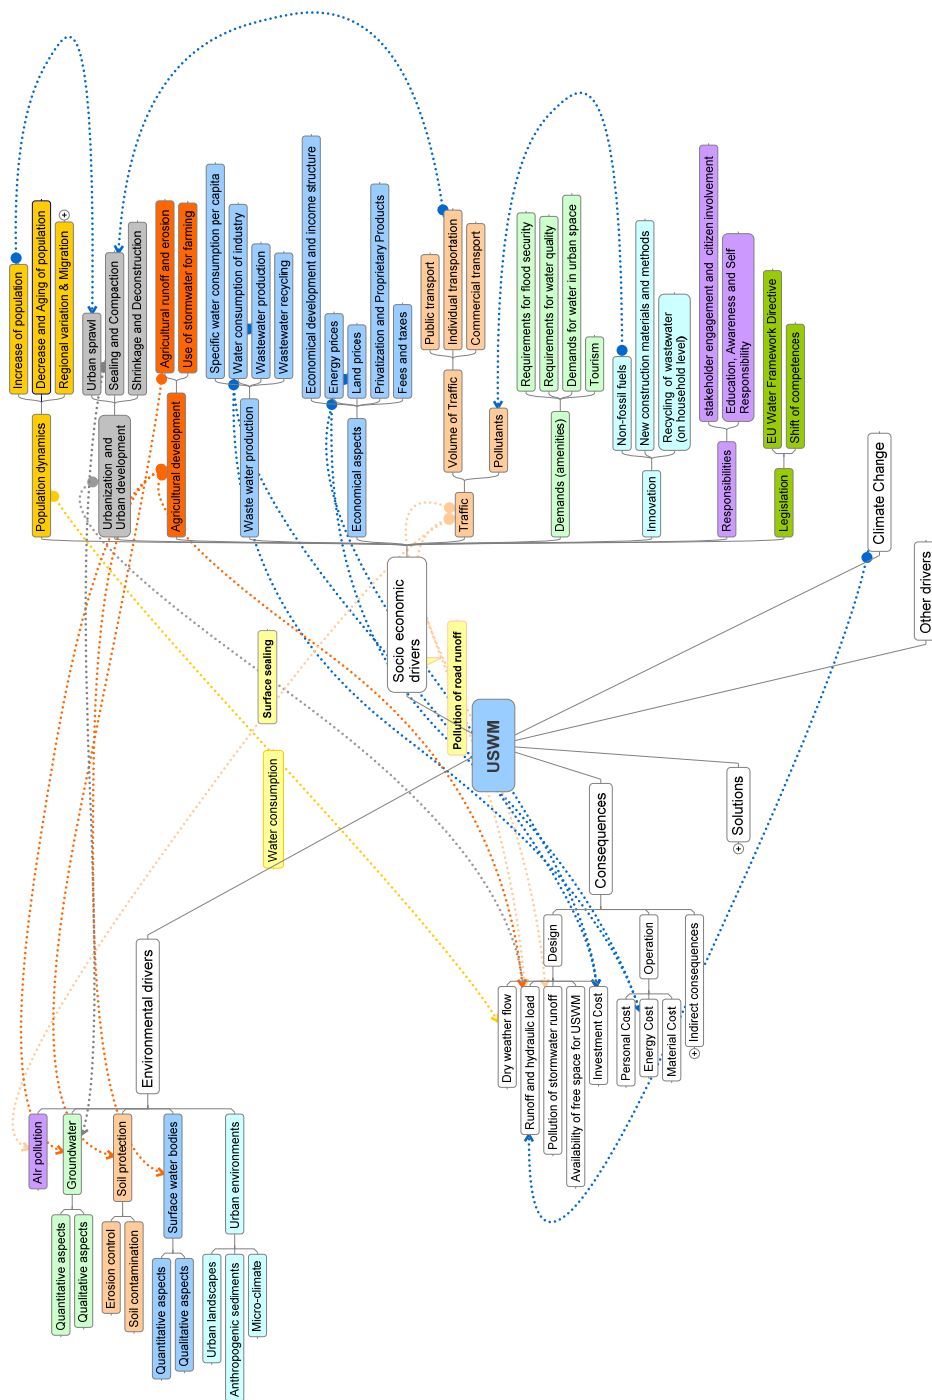 Increase of population
Decrease and Aging of population
Regional variation & Migration
Population dynamics
Urban sprawl
Sealing and Compaction
Shrinkage and Deconstruction
Urbanization and
Urban development
Agricultural runoff and erosion
Use of stormwater for farming
Agricultural development
Specific water consumption per capita
Water consumption of industry
Wastewater production
Wastewater recycling
Waste water production
Economical development and income structure
Energy prices
Land prices
Privatization and Proprietary Products
Fees and taxes
Economical aspects
Public transport
Individual transportation
Commercial transport
Volume of Traffic
Pollutants
Traffic
Requirements for flood security
Requirements for water quality
Demands for water in urban space
Tourism
Demands (amenities)
Non-fossil fuels
New construction materials and methods
Recycling of wastewater
(on household level)
Innovation
stakeholder engagement and citizen involvement
Education, Awareness and Self
Responsibility
Responsibilities
EU Water Framework Directive
Shift of competences
Legislation
Socio economic
drivers
Climate Change
Other drivers
Surface sealing
Water consumption
Pollution of road runoff
USWM
Solutions
Consequences
Design
Dry weather flow
Runoff and hydraulic load
Pollution of stormwater runoff
Availability of free space for USWM
Investment Cost
Operation
Personal Cost
Energy Cost
Material Cost
Indirect consequences
Environmental drivers
Air pollution
Groundwater
Quantitative aspects
Qualitative aspects
Soil protection
Erosion control
Soil contamination
Surface water bodies
Quantitative aspects
Qualitative aspects
Urban environments
Urban landscapes
Anthropogenic sediments
Micro-climate